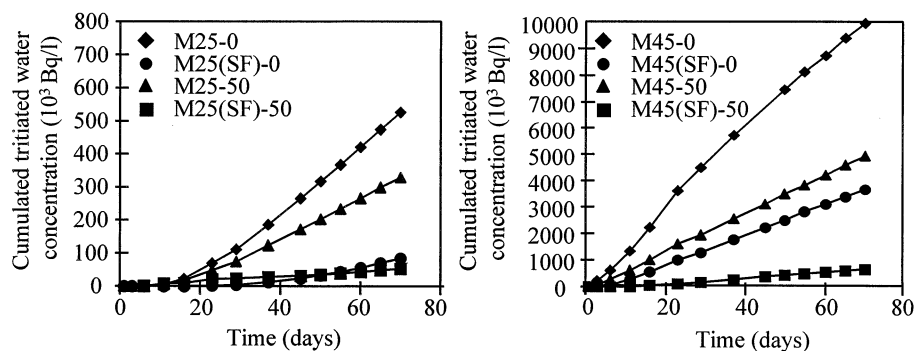 Cumulated tritiated water
concentration (10³ Bq/l)
800
700
600
500
400
300
200
100
0
M25-0
M25(SF)-0
M25-50
M25(SF)-50
0
20
40
60
80
Time (days)
Cumulated tritiated water
concentration (10³ Bq/l)
10000
9000
8000
7000
6000
5000
4000
3000
2000
1000
0
M45-0
M45(SF)-0
M45-50
M45(SF)-50
0
20
40
60
80
Time (days)